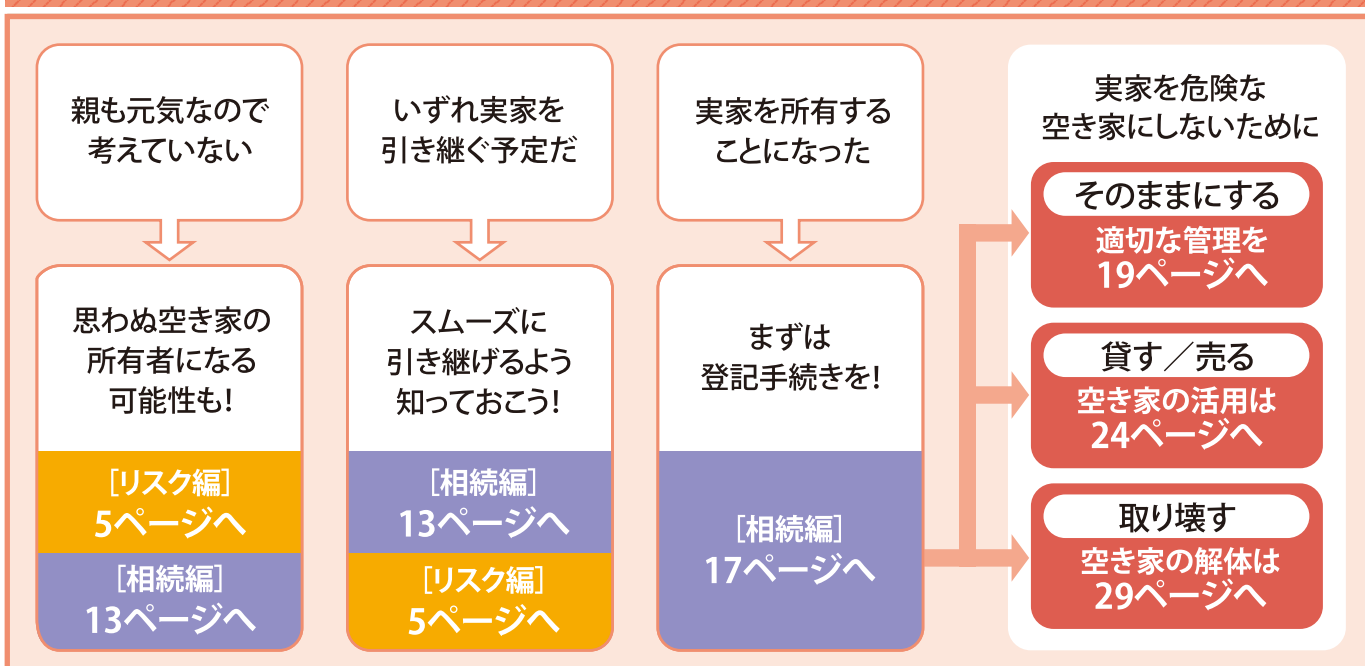 親も元気なので
考えていない
思わぬ空き家の
所有者になる
可能性も!
[リスク編]
5ページへ
[相続編]
13ページへ
いずれ実家を
引き継ぐ予定だ
スムーズに
引き継げるよう
知っておこう!
[相続編]
13ページへ
[リスク編]
5ページへ
実家を所有する
ことになった
まずは
登記手続きを!
[相続編]
17ページへ
実家を危険な
空き家にしないために
そのままにする
適切な管理を
19ページへ
貸す／売る
空き家の活用は
24ページへ
取り壊す
空き家の解体は
29ページへ